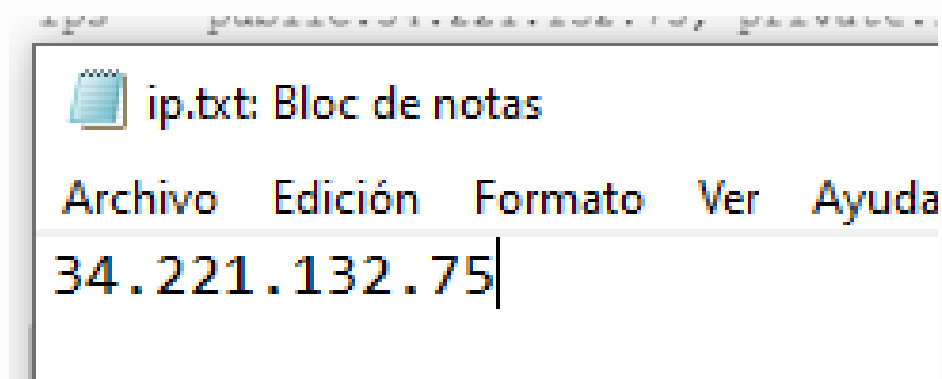 ip.txt: Bloc de notas
Archivo Edición Formato Ver Ayuda
34.221.132.75